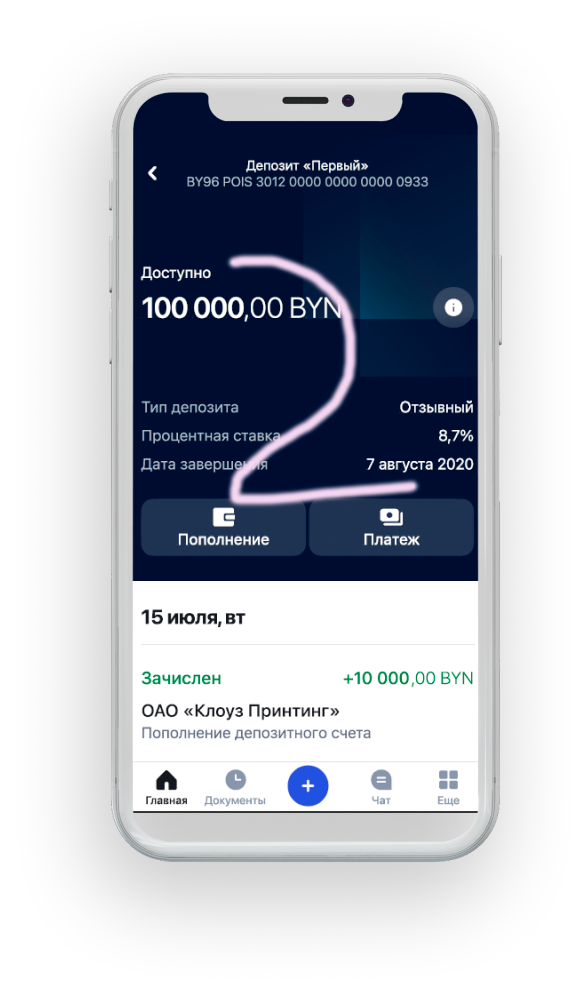 Депозит «Первый»
BY96 POIS 3012 0000 0000 0000 0933
Доступно
100 000,00 BYN
2
Тип депозита Отзывный
Процентная ставка 8,7%
Дата завершения 7 августа 2020
Пополнение Платеж
15 июля, вт
Зачислен +10 000,00 BYN
ОАО «Клоуз Принтинг»
Пополнение депозитного счета
Главная Документы Чат Еще